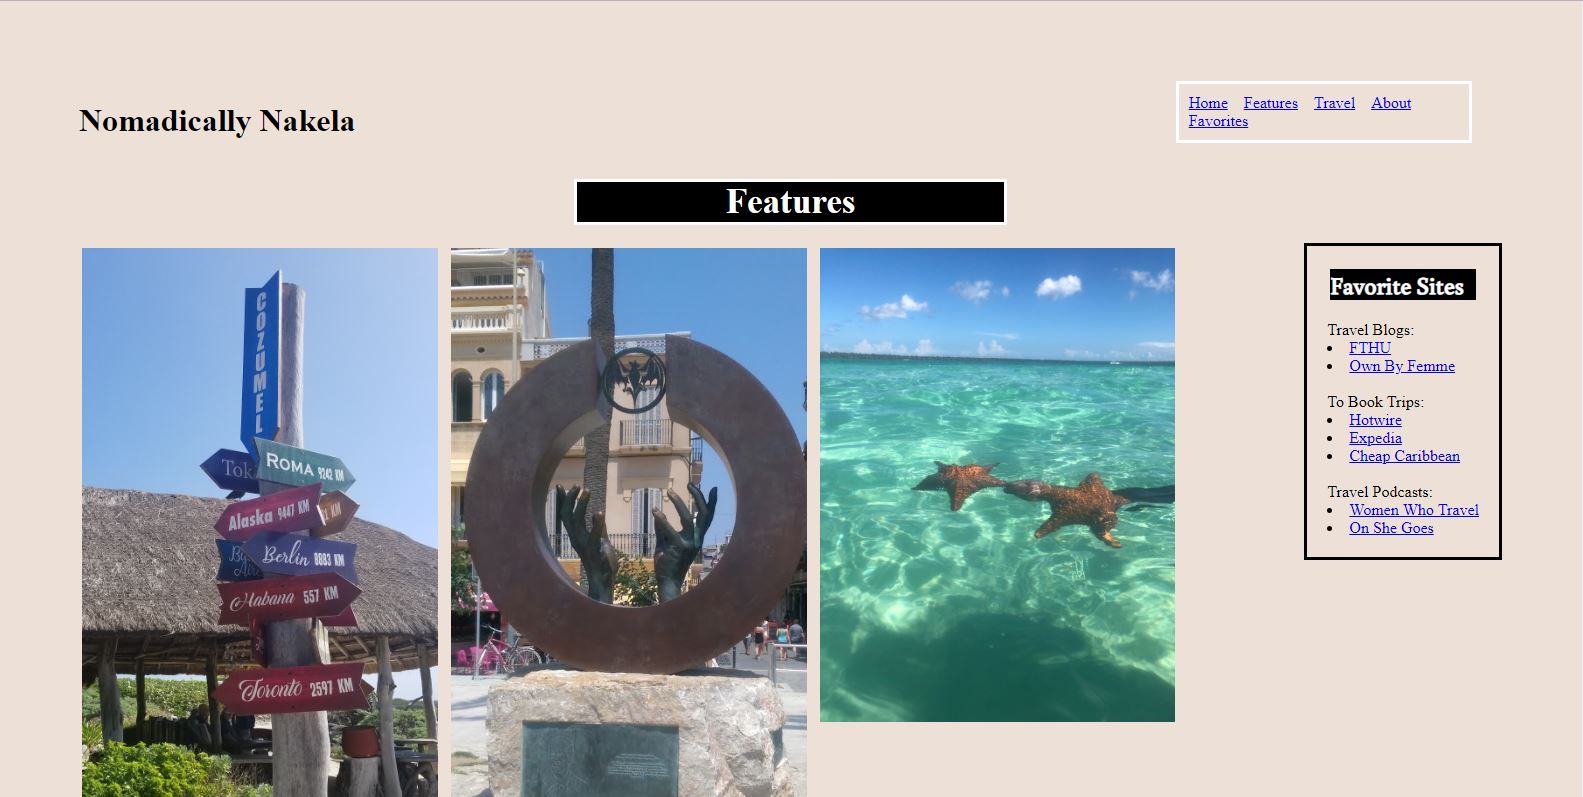 Nomadically Nakela
Home Features Travel About
Favorites
Features
COZUMEL
ROMA 9242 KM
Alaska 9447 KM
KM
Berlin 8883 KM
Habana 557 KM
Toronto 2597 KM
Favorite Sites
Travel Blogs:
FTHU
Own By Femme
To Book Trips:
Hotwire
Expedia
Cheap Caribbean
Travel Podcasts:
Women Who Travel
On She Goes